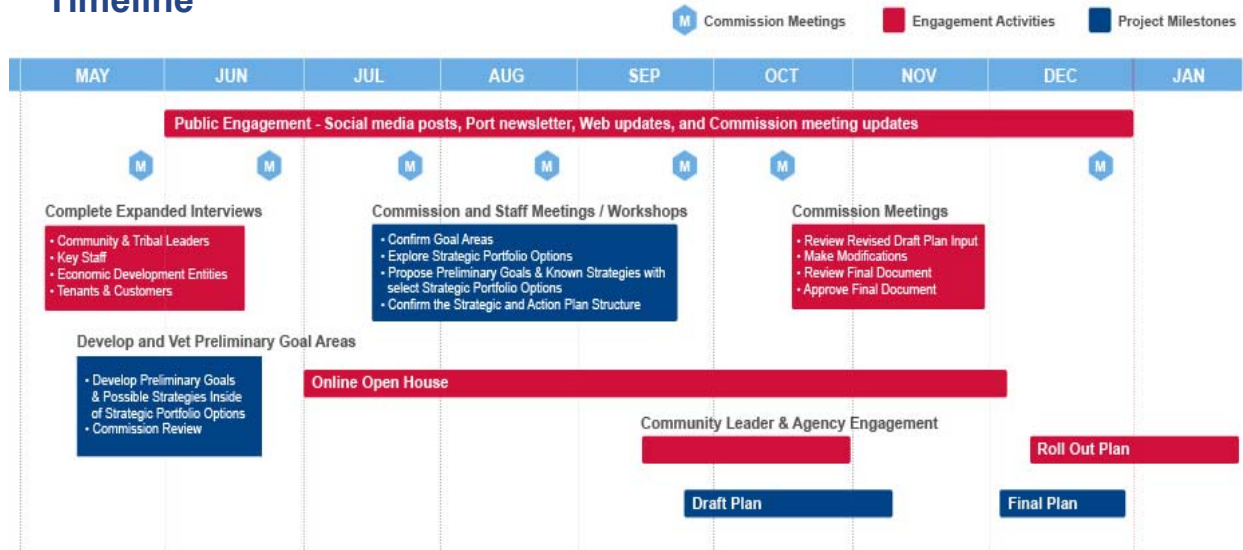 Timeline
M Commission Meetings
Engagement Activities
Project Milestones
MAY JUN JUL AUG SEP OCT NOV DEC JAN
Public Engagement - Social media posts, Port newsletter, Web updates, and Commission meeting updates
M M M M M M M
Complete Expanded Interviews
• Community & Tribal Leaders
• Key Staff
• Economic Development Entities
• Tenants & Customers
Commission and Staff Meetings / Workshops
• Confirm Goal Areas
• Explore Strategic Portfolio Options
• Propose Preliminary Goals & Known Strategies with
select Strategic Portfolio Options
• Confirm the Strategic and Action Plan Structure
Commission Meetings
• Review Revised Draft Plan Input
• Make Modifications
• Review Final Document
• Approve Final Document
Develop and Vet Preliminary Goal Areas
• Develop Preliminary Goals
& Possible Strategies Inside
of Strategic Portfolio Options
• Commission Review
Online Open House
Community Leader & Agency Engagement
Roll Out Plan
Draft Plan
Final Plan